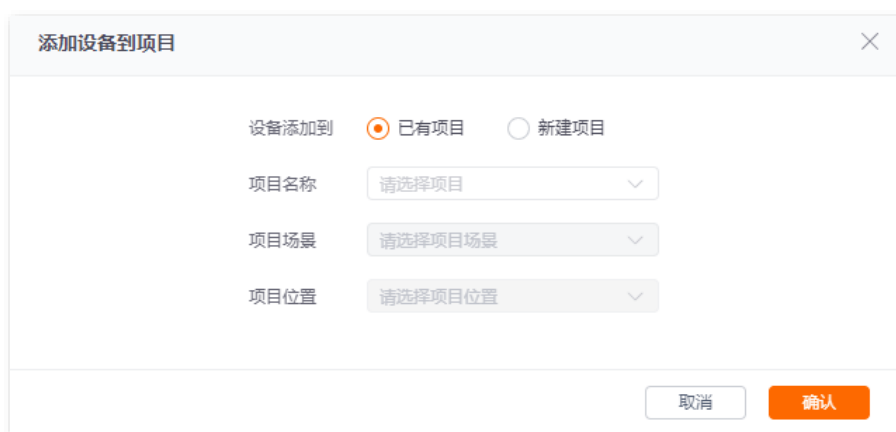 添加设备到项目
设备添加到 已有项目 新建项目
项目名称 请选择项目
项目场景 请选择项目场景
项目位置 请选择项目位置
取消 确认